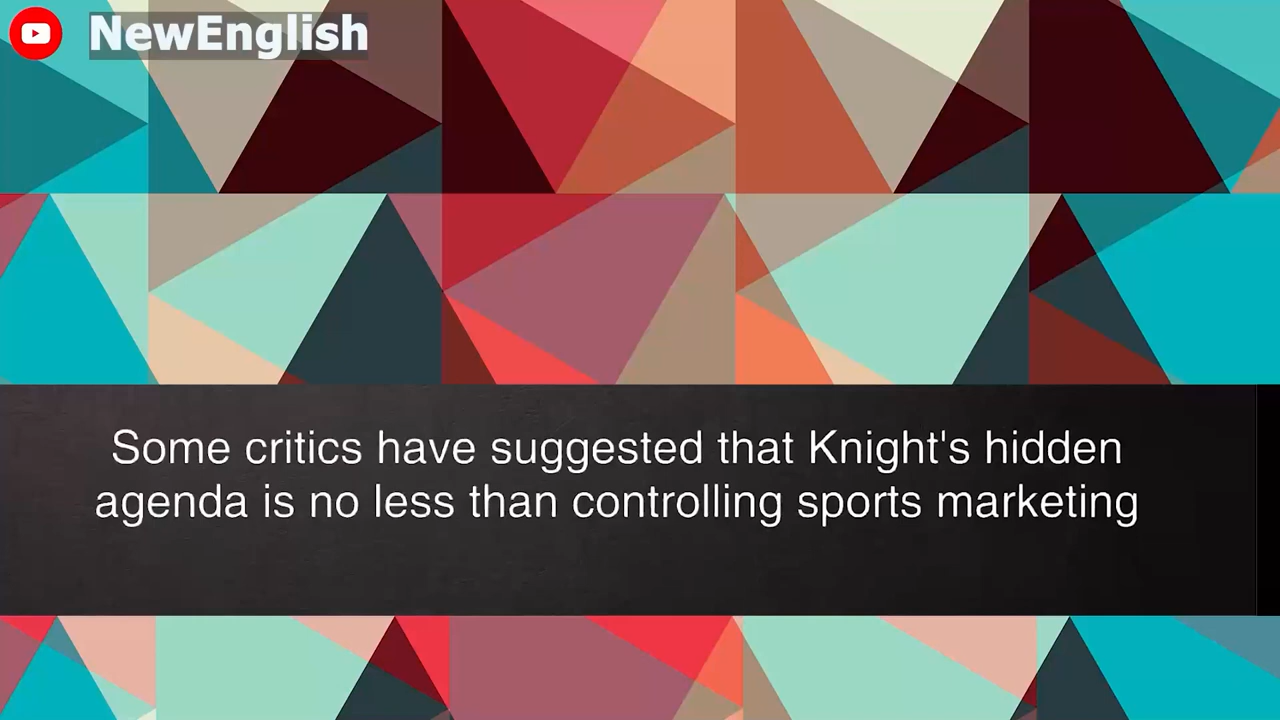 NewEnglish
Some critics have suggested that Knight's hidden
agenda is no less than controlling sports marketing